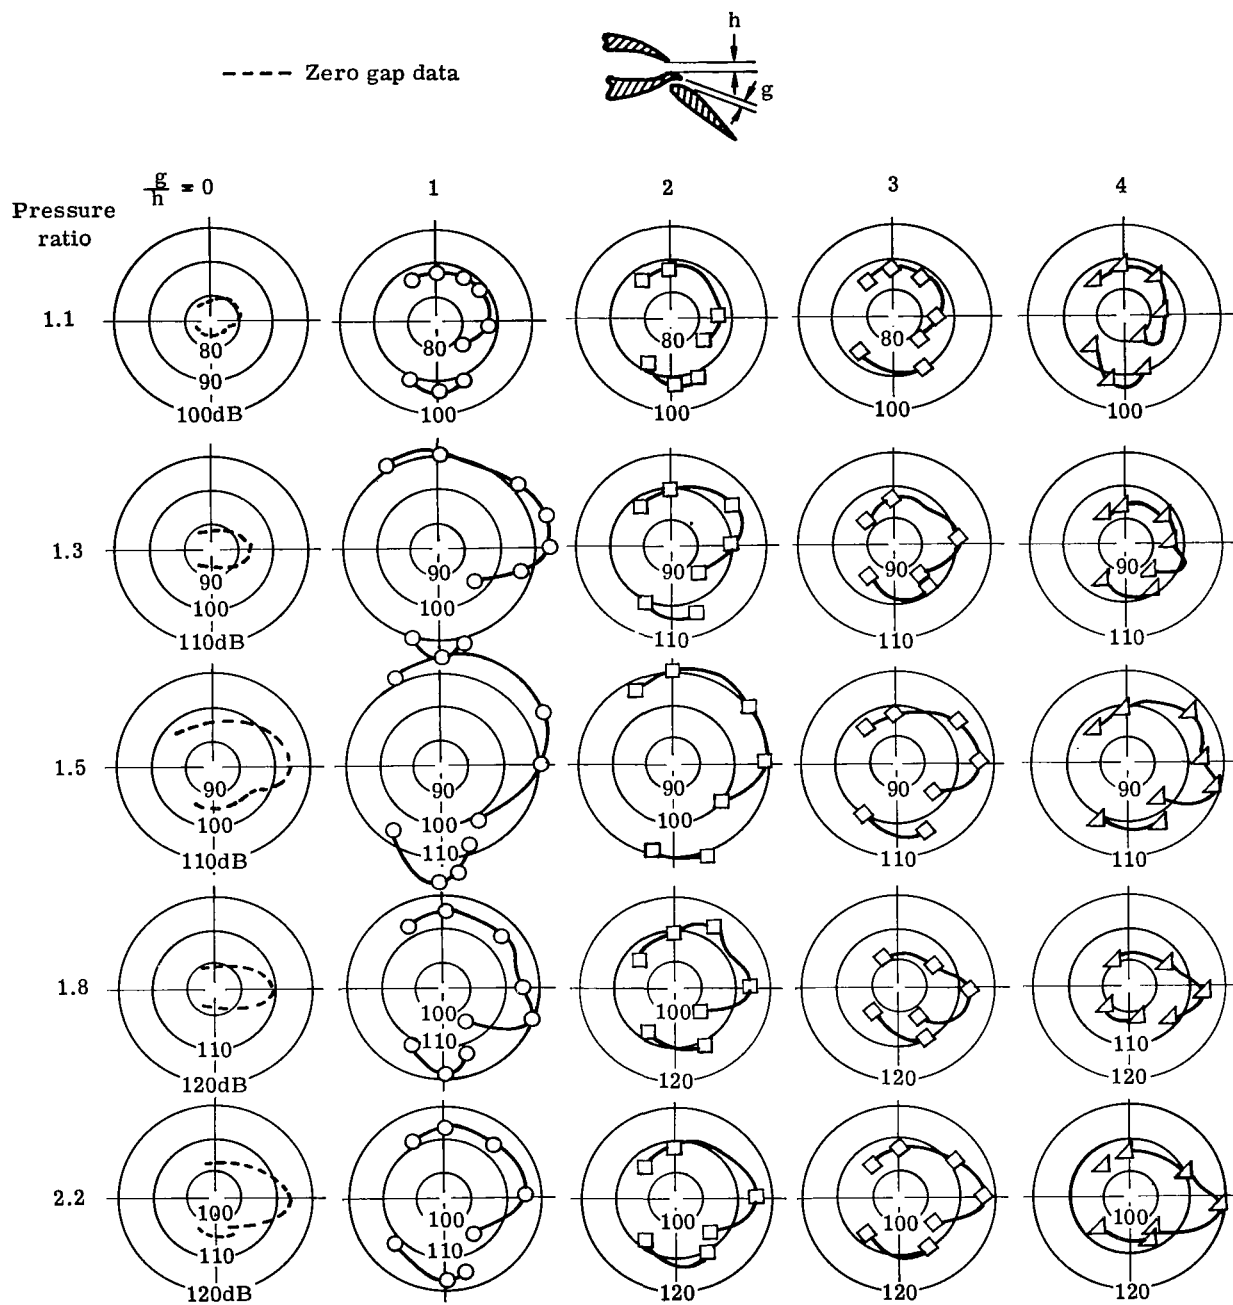 h
---- Zero gap data
g
g/h = 0 1 2 3 4
Pressure
ratio
1.1
80 80 80 80
90
100dB 100 100 100 100
1.3
90 90 90 90 90
100 100
110dB 110 110 110
1.5
90 90 90 90 90
100 100
110dB 110 110 110 110
1.8
100 100
110 110 110
120dB 120 120 120
2.2
100 100 100 100 100
110 110
120dB 120 120 120